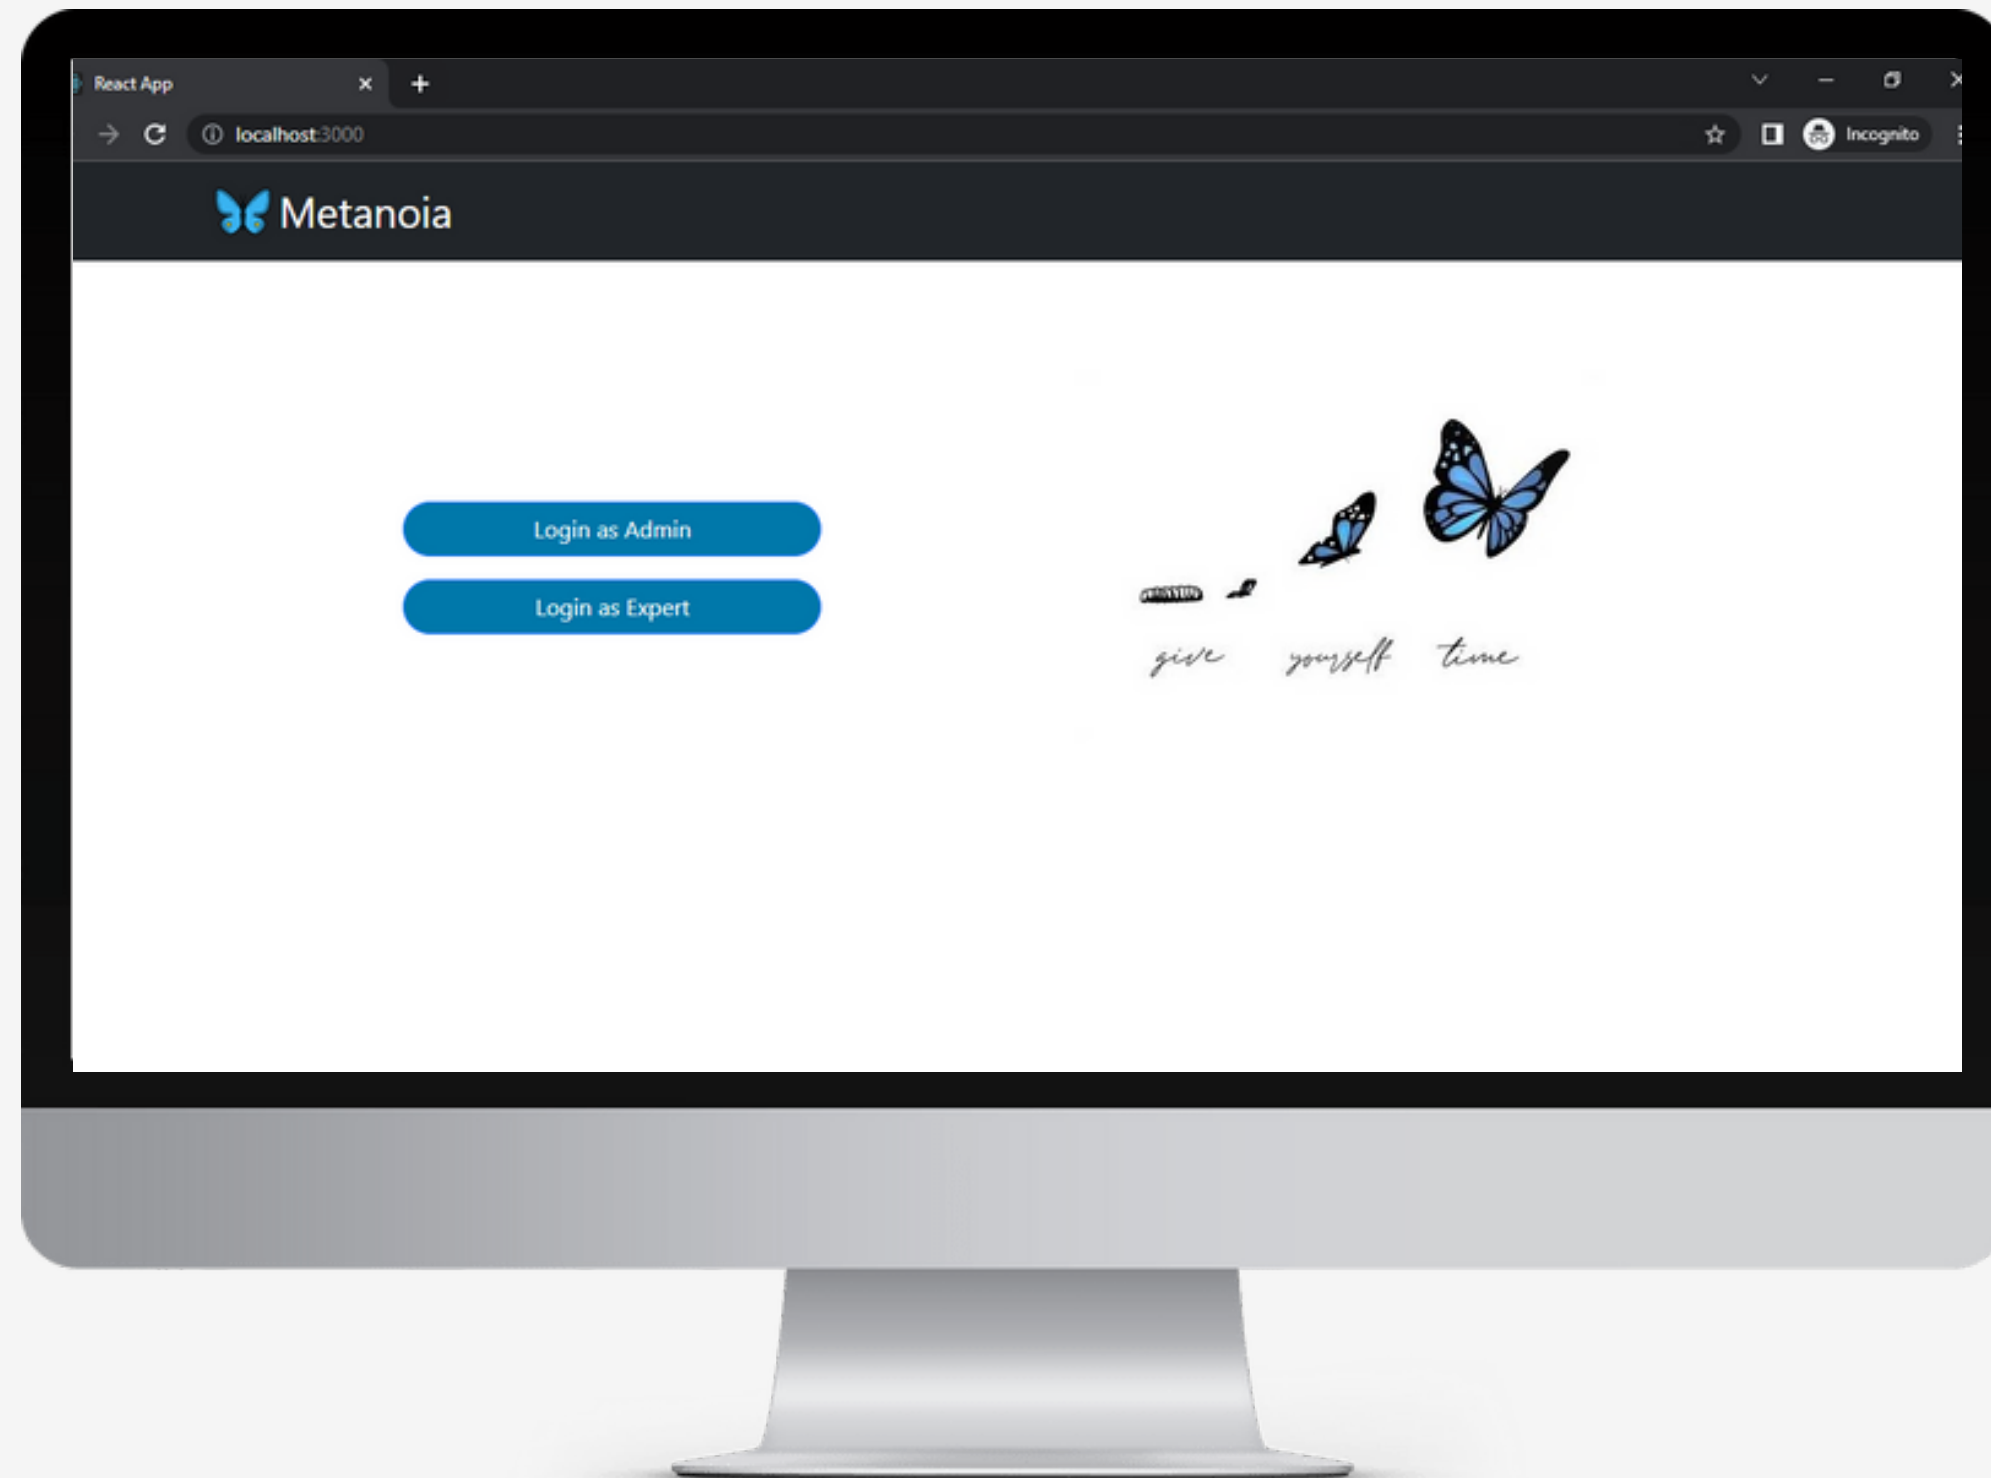 React App
localhost:3000
Incognito
Metanoia
Login as Admin
Login as Expert
give yourself time